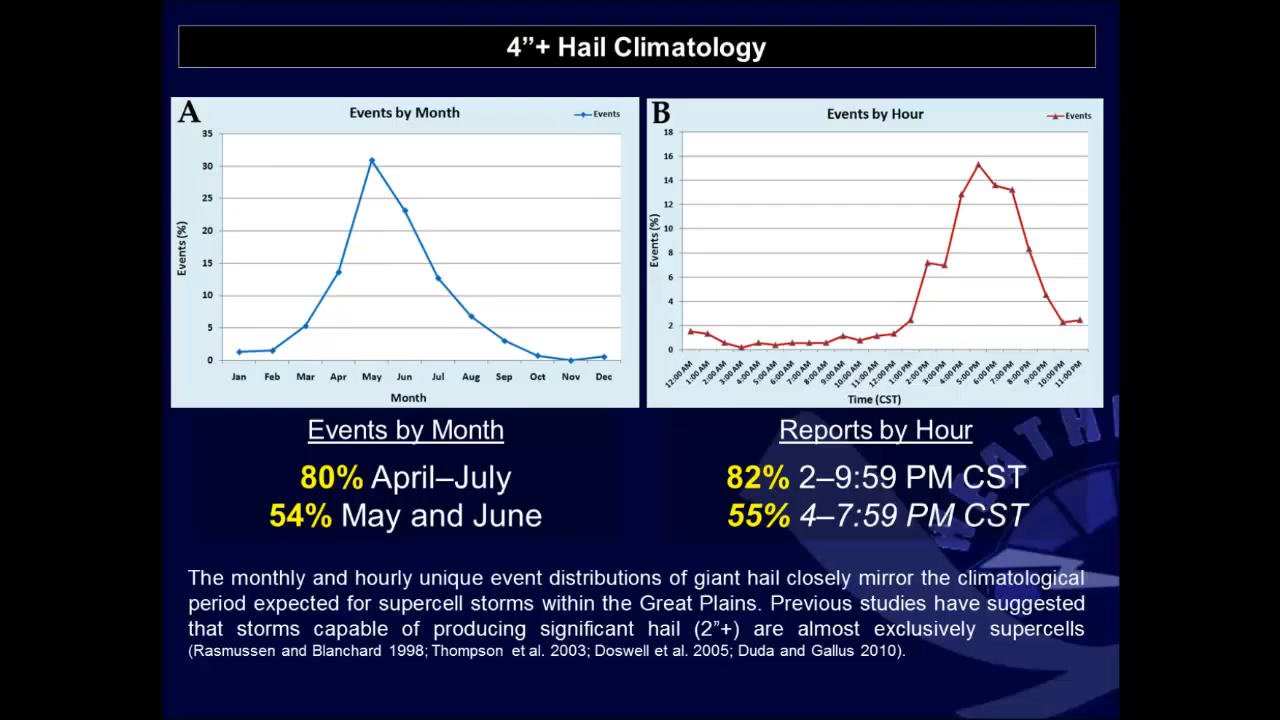 4”+ Hail Climatology
A
Events by Month
Events
35
30
25
20
15
10
5
0
Events (%)
Jan Feb Mar Apr May Jun Jul Aug Sep Oct Nov Dec
Month
B
Events by Hour
Events
18
16
14
12
10
8
6
4
2
0
Events (%)
12:00 AM 1:00 AM 2:00 AM 3:00 AM 4:00 AM 5:00 AM 6:00 AM 7:00 AM 8:00 AM 9:00 AM 10:00 AM 11:00 AM 12:00 PM 1:00 PM 2:00 PM 3:00 PM 4:00 PM 5:00 PM 6:00 PM 7:00 PM 8:00 PM 9:00 PM 10:00 PM 11:00 PM
Time (CST)
Events by Month
80% April–July
54% May and June
Reports by Hour
82% 2–9:59 PM CST
55% 4–7:59 PM CST
The monthly and hourly unique event distributions of giant hail closely mirror the climatological
period expected for supercell storms within the Great Plains. Previous studies have suggested
that storms capable of producing significant hail (2”+) are almost exclusively supercells
(Rasmussen and Blanchard 1998; Thompson et al. 2003; Doswell et al. 2005; Duda and Gallus 2010).